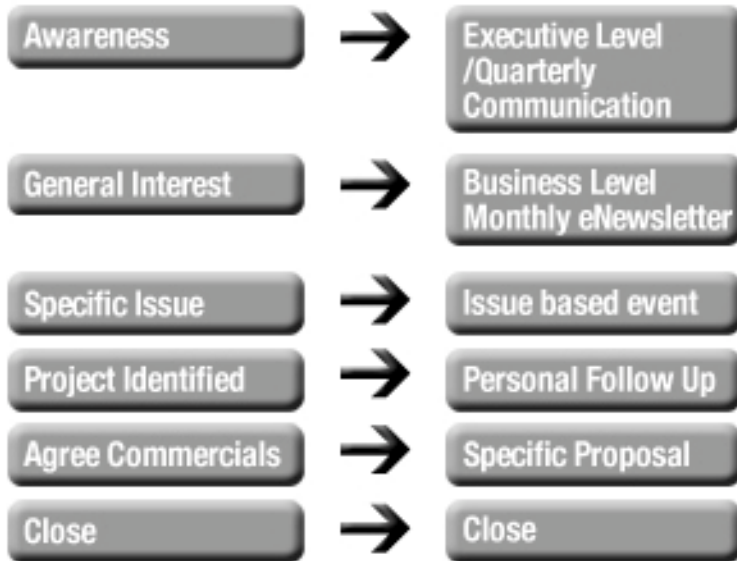 Awareness
Executive Level
/Quarterly
Communication
General Interest
Business Level
Monthly eNewsletter
Specific Issue
Issue based event
Project Identified
Personal Follow Up
Agree Commercials
Specific Proposal
Close
Close